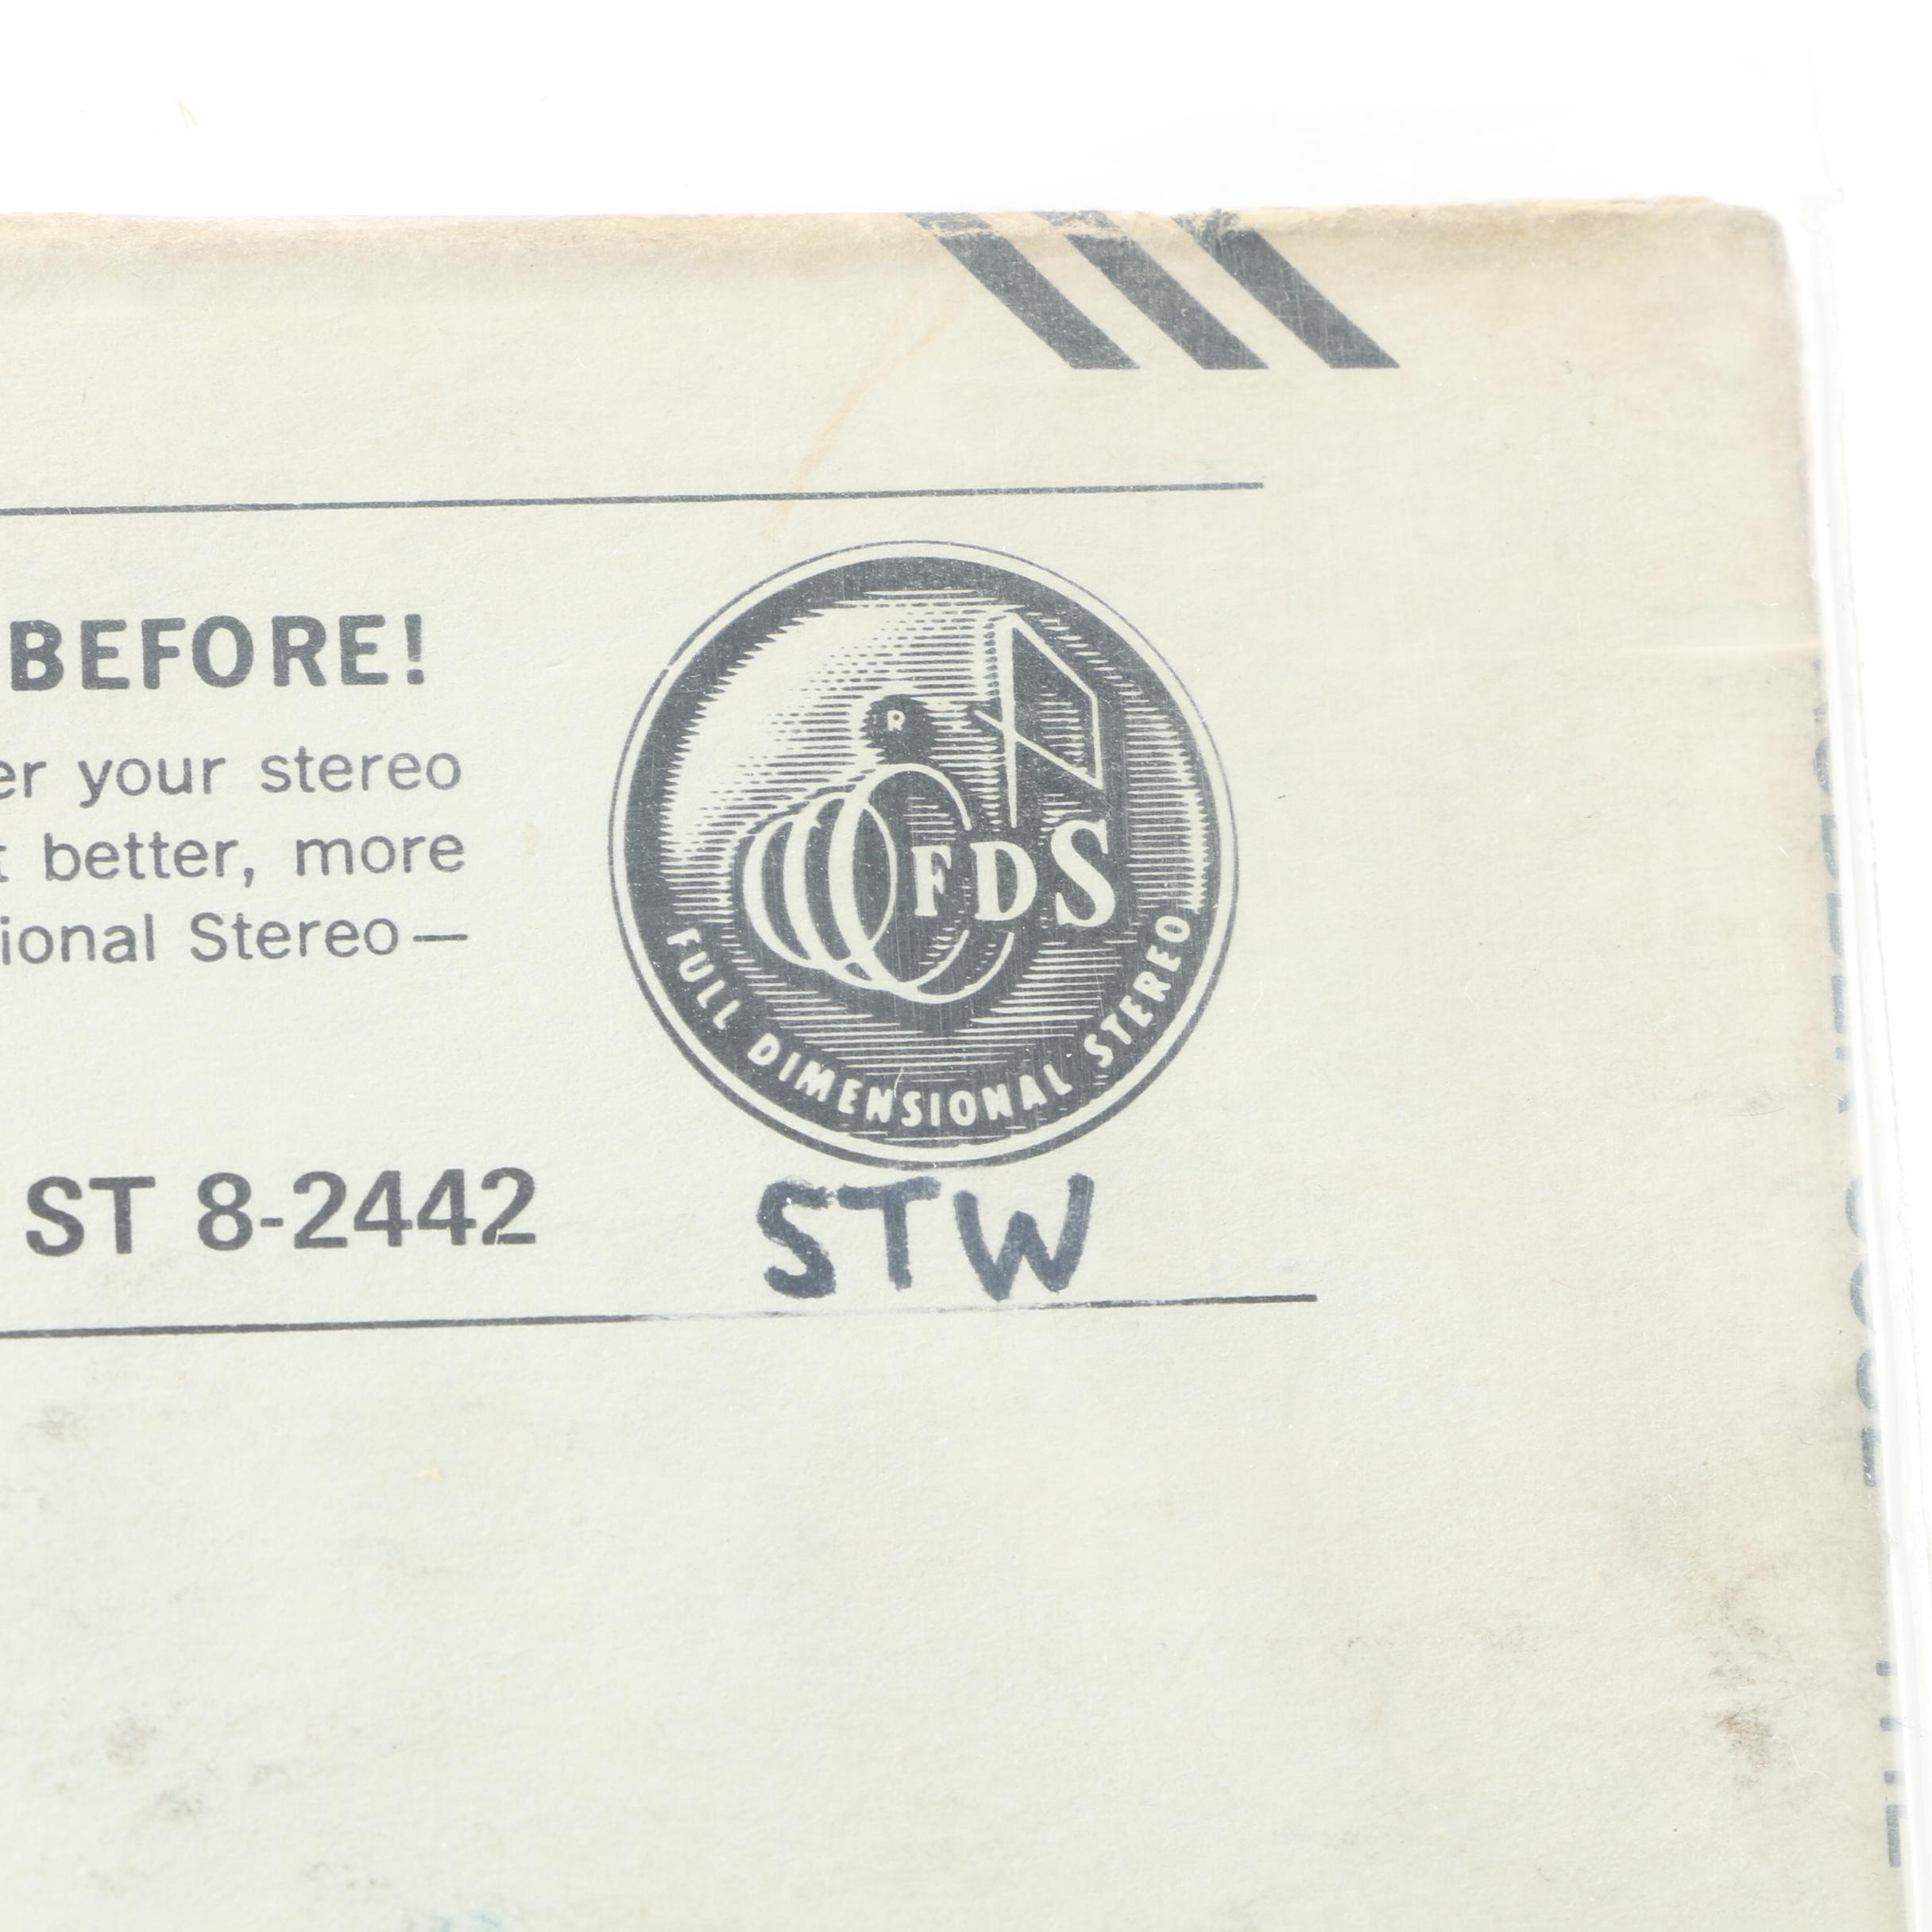 BEFORE!
er your stereo
t better, more
ional Stereo—
R
FDS
FULL DIMENSIONAL STEREO
ST 8-2442
STW